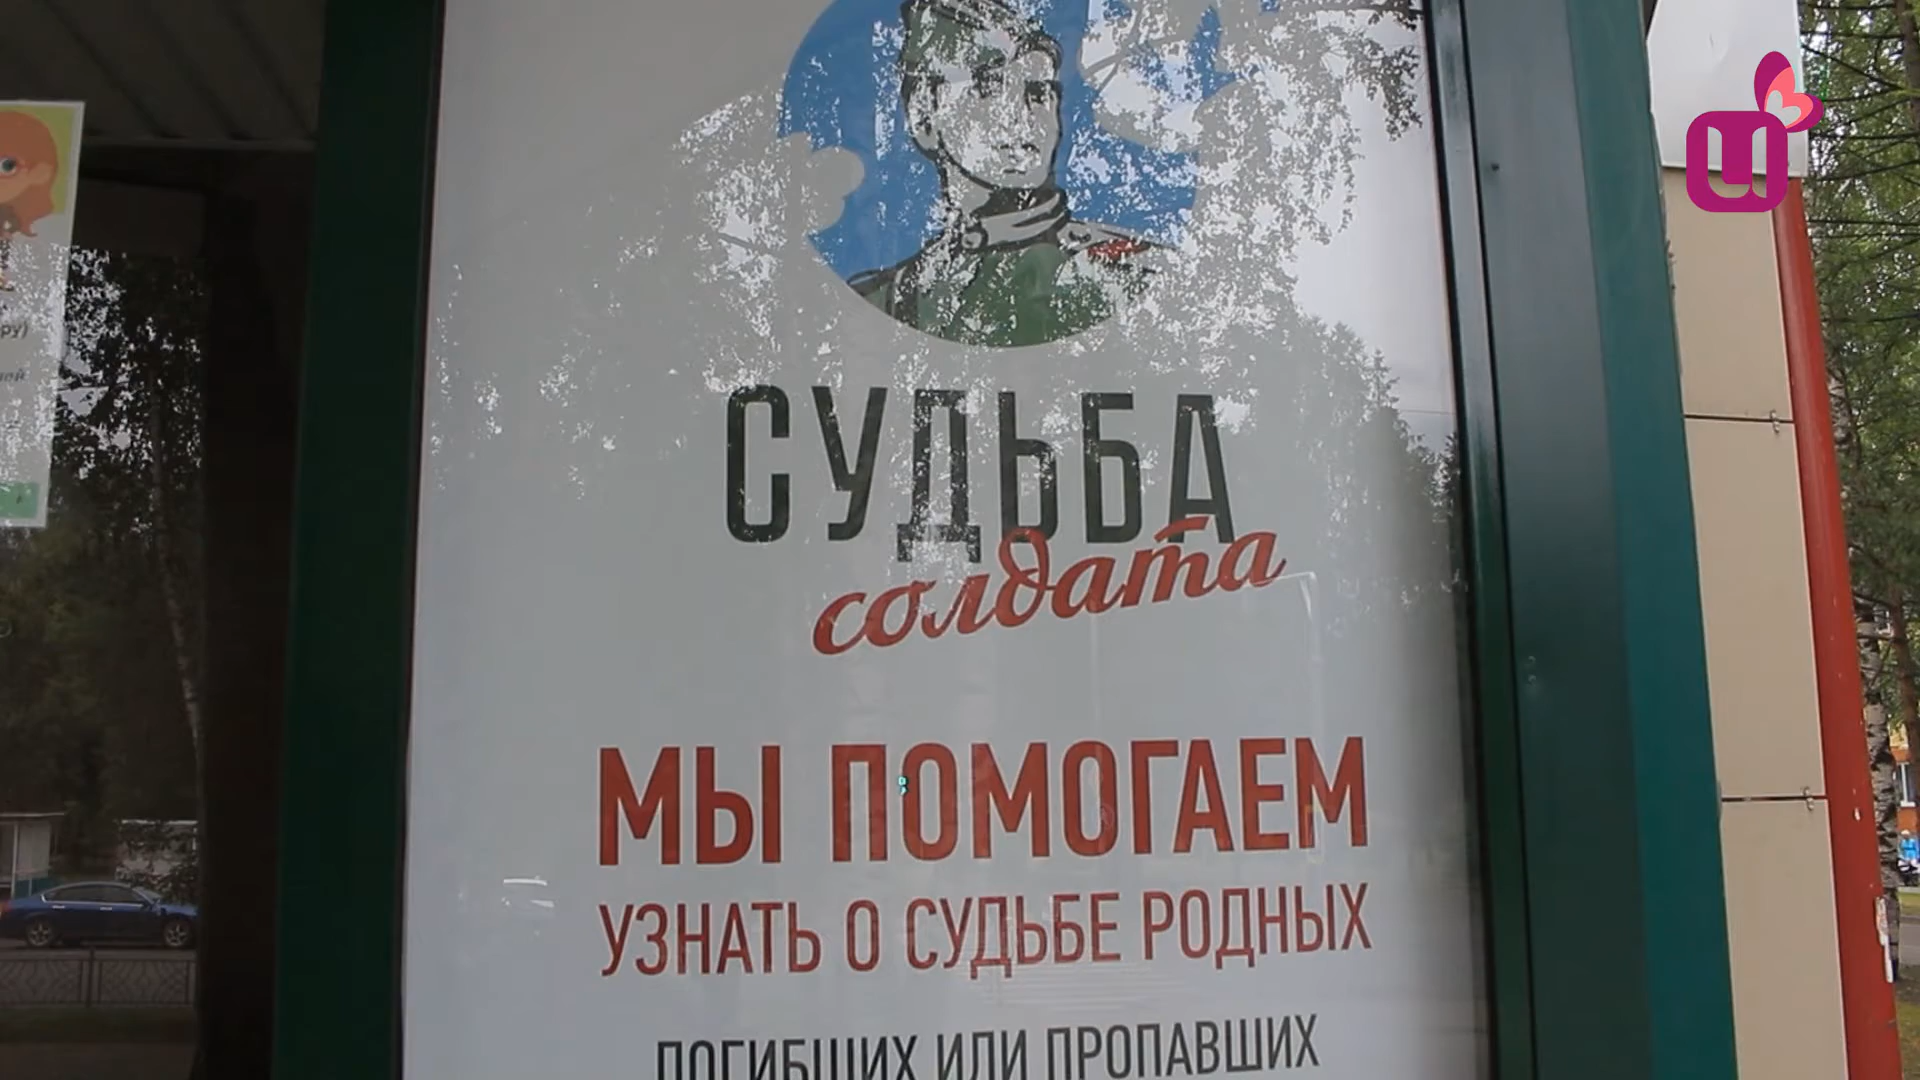 СУДЬБА
солдата
МЫ ПОМОГАЕМ
УЗНАТЬ О СУДЬБЕ РОДНЫХ
ПОГИБШИХ ИЛИ ПРОПАВШИХ